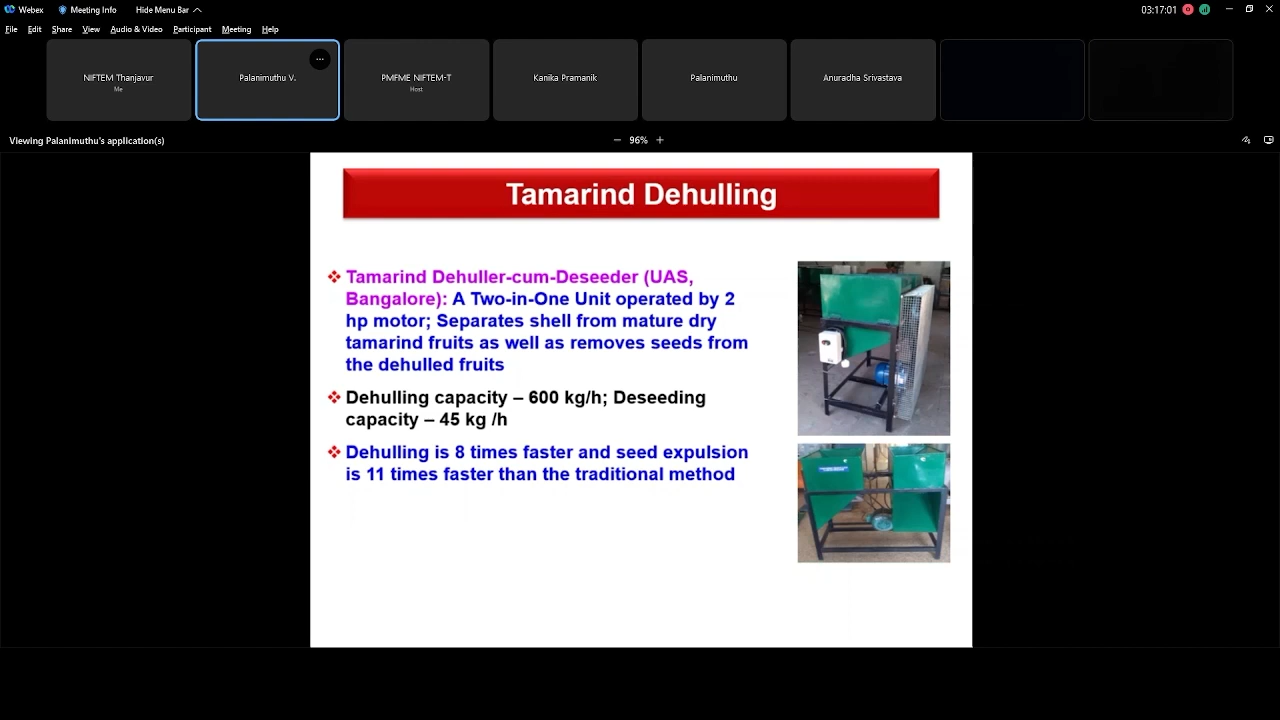 Webex
Meeting Info
Hide Menu Bar
03:17:01
File Edit Share View Audio & Video Participant Meeting Help
NIFTEM Thanjavur
Me
Palanimuthu V.
PMFME NIFTEM-T
Host
Kanika Pramanik
Palanimuthu
Anuradha Srivastava
Viewing Palanimuthu's application(s)
96%
Tamarind Dehulling
Tamarind Dehuller-cum-Deseeder (UAS,
Bangalore): A Two-in-One Unit operated by 2
hp motor; Separates shell from mature dry
tamarind fruits as well as removes seeds from
the dehulled fruits
Dehulling capacity – 600 kg/h; Deseeding
capacity – 45 kg /h
Dehulling is 8 times faster and seed expulsion
is 11 times faster than the traditional method